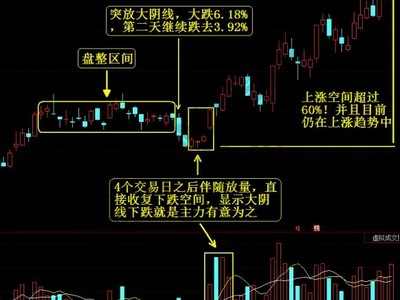 突放大阴线，大跌6.18%
，第二天继续跌去3.92%
盘整区间
上涨空间超过
60%！并且目前
仍在上涨趋势中
4个交易日之后伴随放量，直
接收复下跌空间，显示大阴
线下跌就是主力有意为之
q
虚拟成交